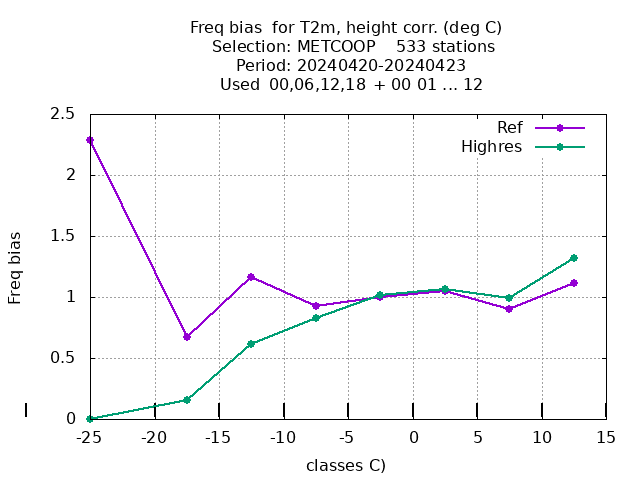 Freq bias  for T2m, height corr. (deg C)
Selection: METCOOP    533 stations
Period: 20240420-20240423
Used  00,06,12,18  + 00 01 ... 12
Ref
Highres
Freq bias
2.5
2
1.5
1
0.5
0
-25 -20 -15 -10 -5 0 5 10 15
classes C)